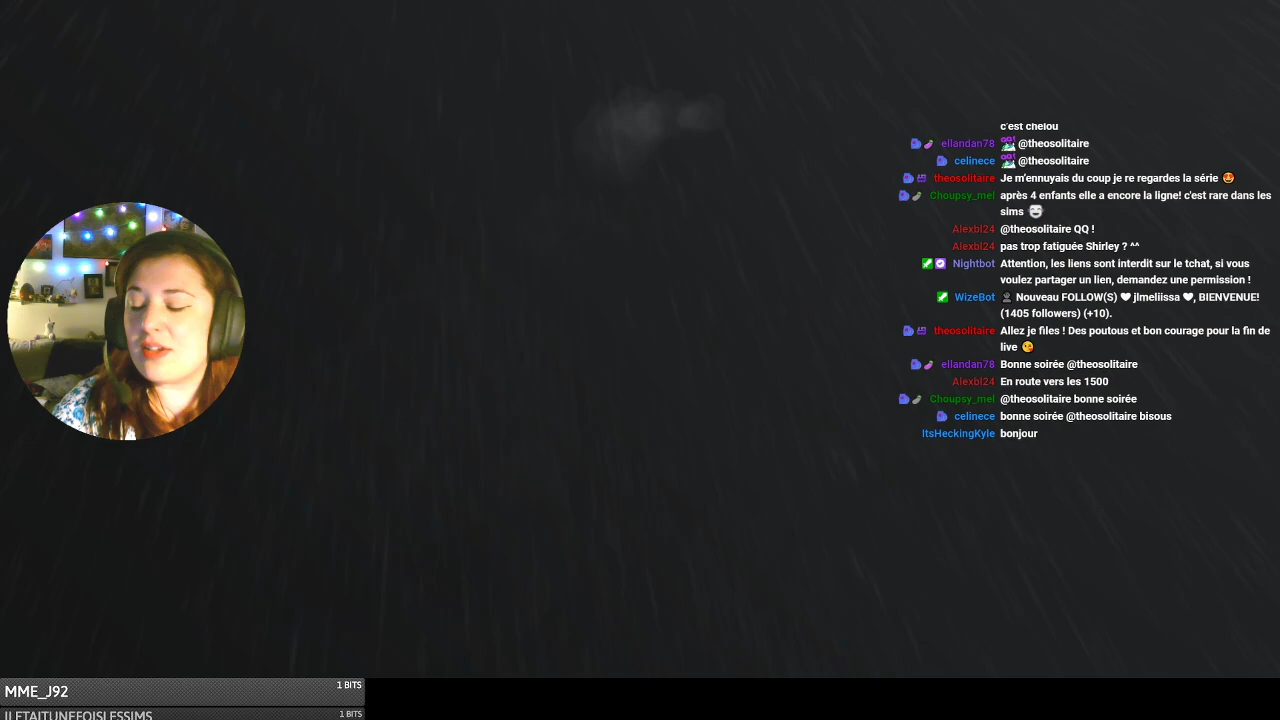 c'est chelou
ellandan78 @theosolitaire
celinece @theosolitaire
theosolitaire Je m'ennuyais du coup je re regardes la série
Choupsy_mel après 4 enfants elle a encore la ligne! c'est rare dans les
sims
Alexbl24 @theosolitaire QQ !
Alexbl24 pas trop fatiguée Shirley ? ^^
Nightbot Attention, les liens sont interdit sur le tchat, si vous
voulez partager un lien, demandez une permission !
WizeBot Nouveau FOLLOW(S) jlmeliissa , BIENVENUE!
(1405 followers) (+10).
theosolitaire Allez je files ! Des poutous et bon courage pour la fin de
live
ellandan78 Bonne soirée @theosolitaire
Alexbl24 En route vers les 1500
Choupsy_mel @theosolitaire bonne soirée
celinece bonne soirée @theosolitaire bisous
ItsHeckingKyle bonjour
MME_J92 1 BITS
ILETAITUNEFOISLESSIMS 1 BITS